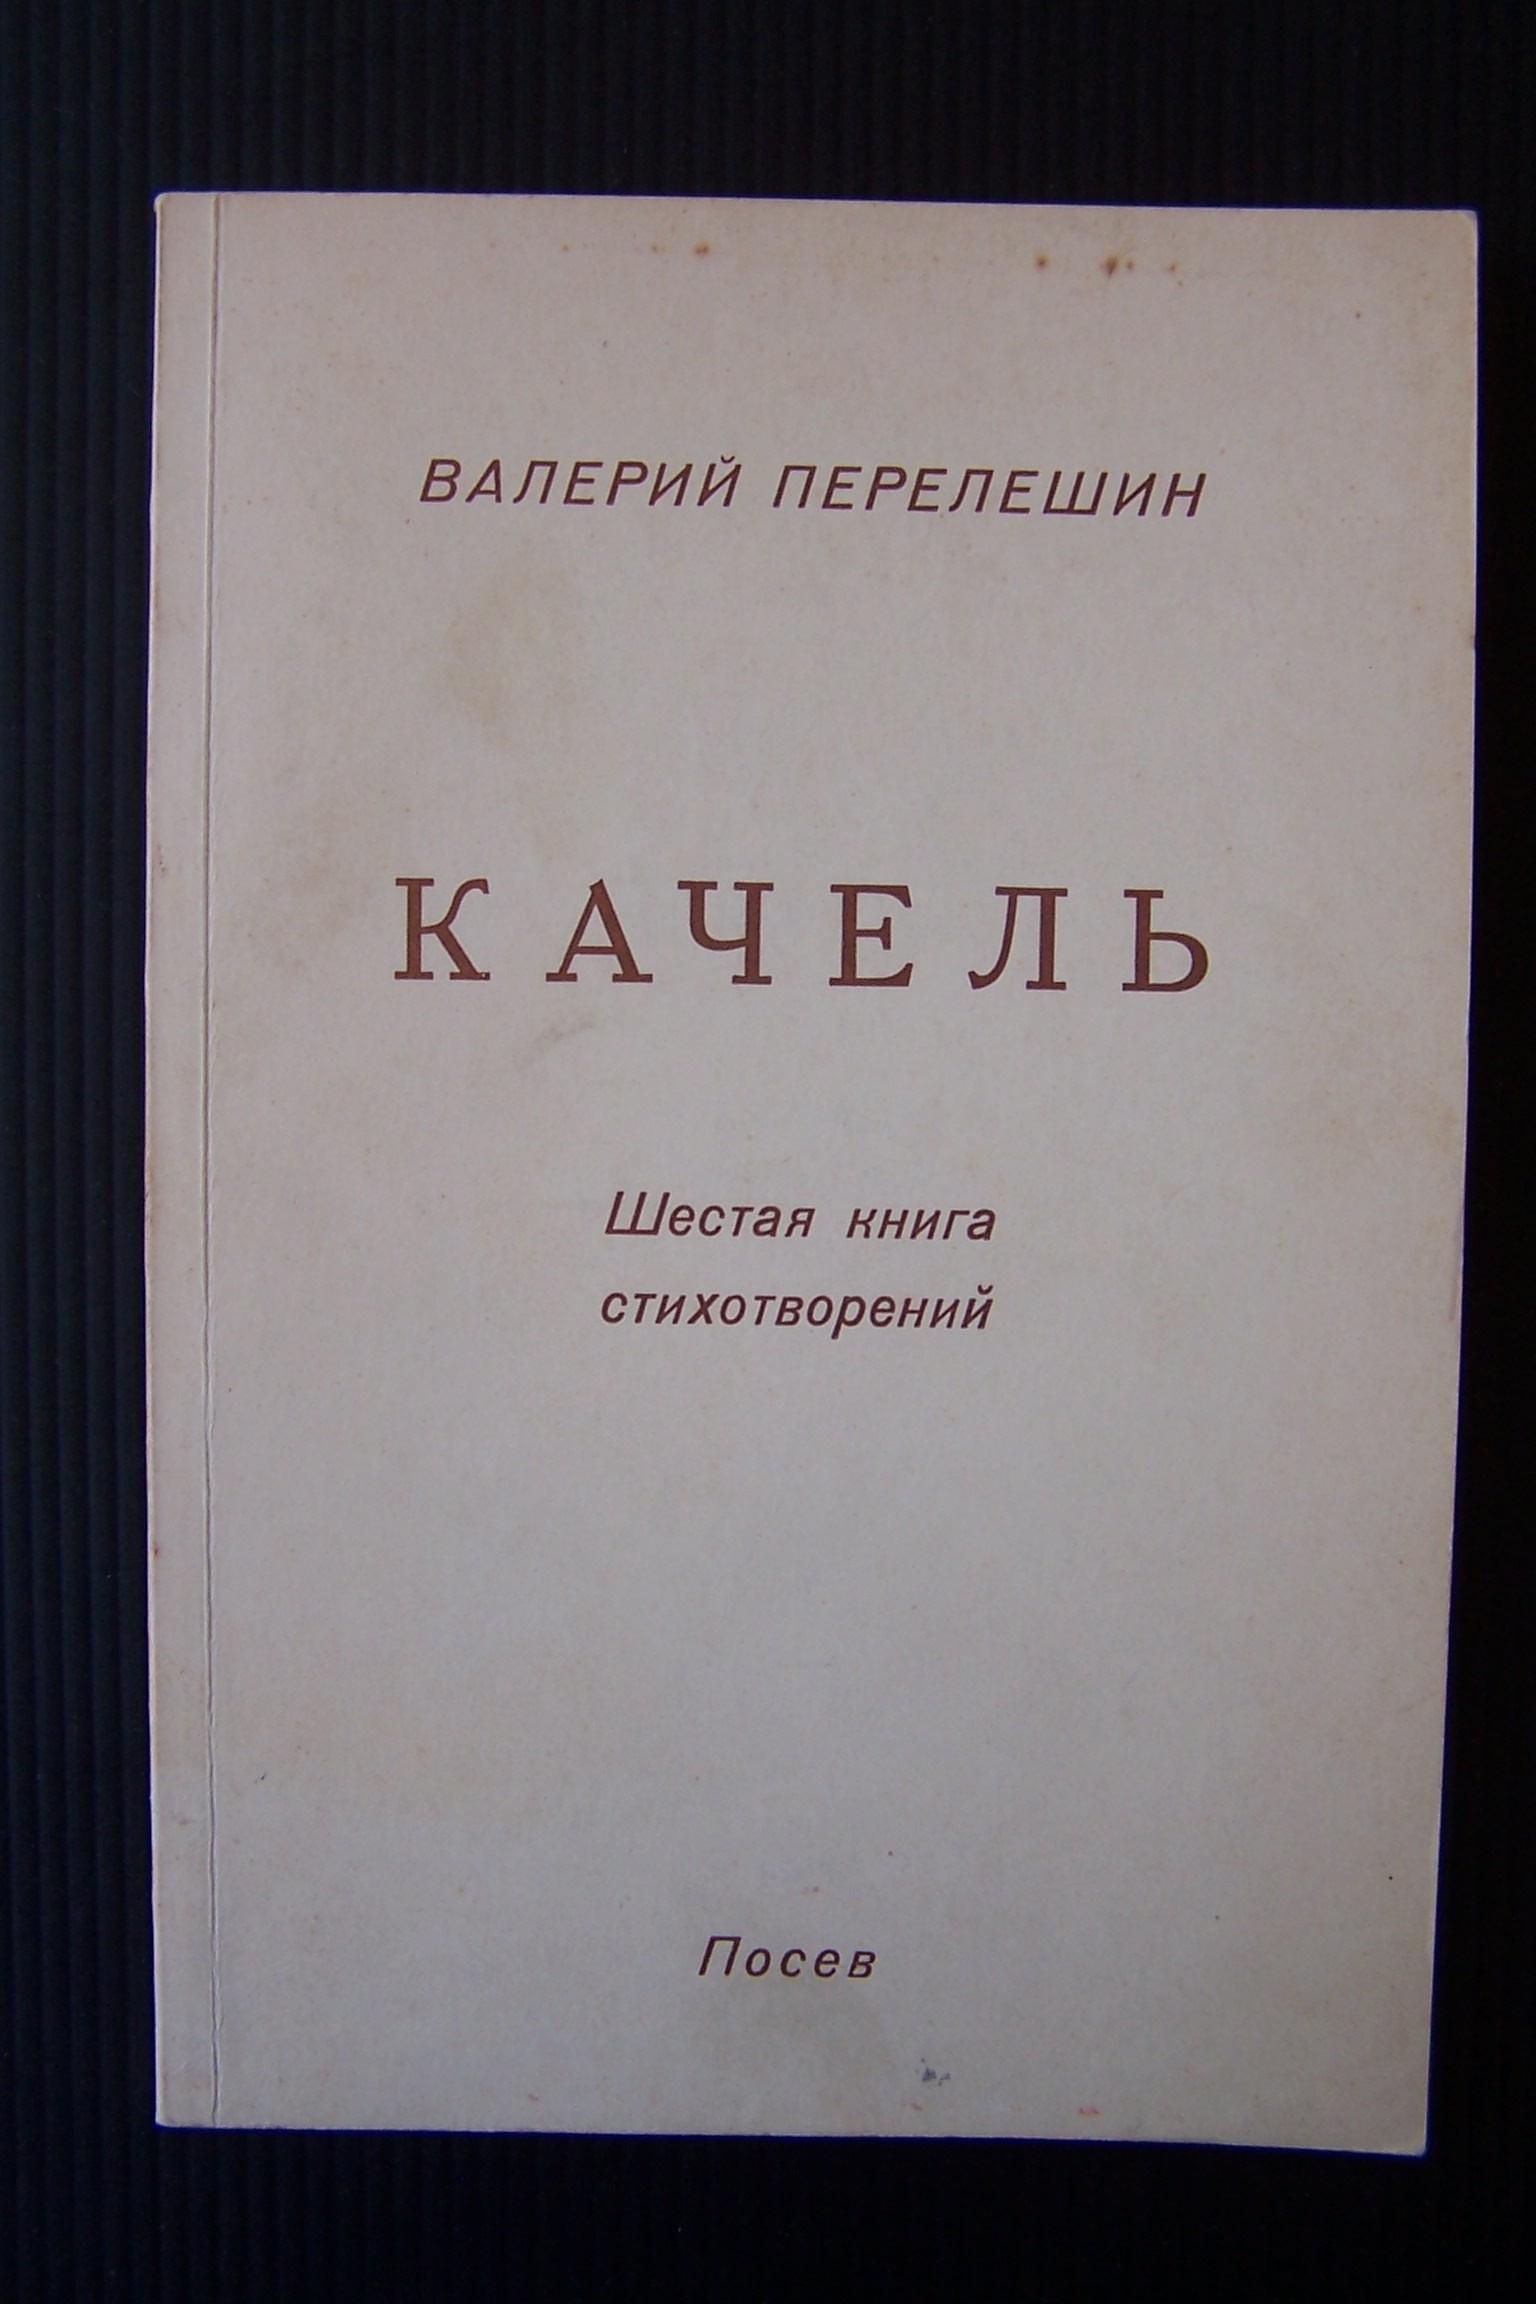 ВАЛЕРИЙ ПЕРЕЛЕШИН
КАЧЕЛЬ
Шестая книга
стихотворений
Посев